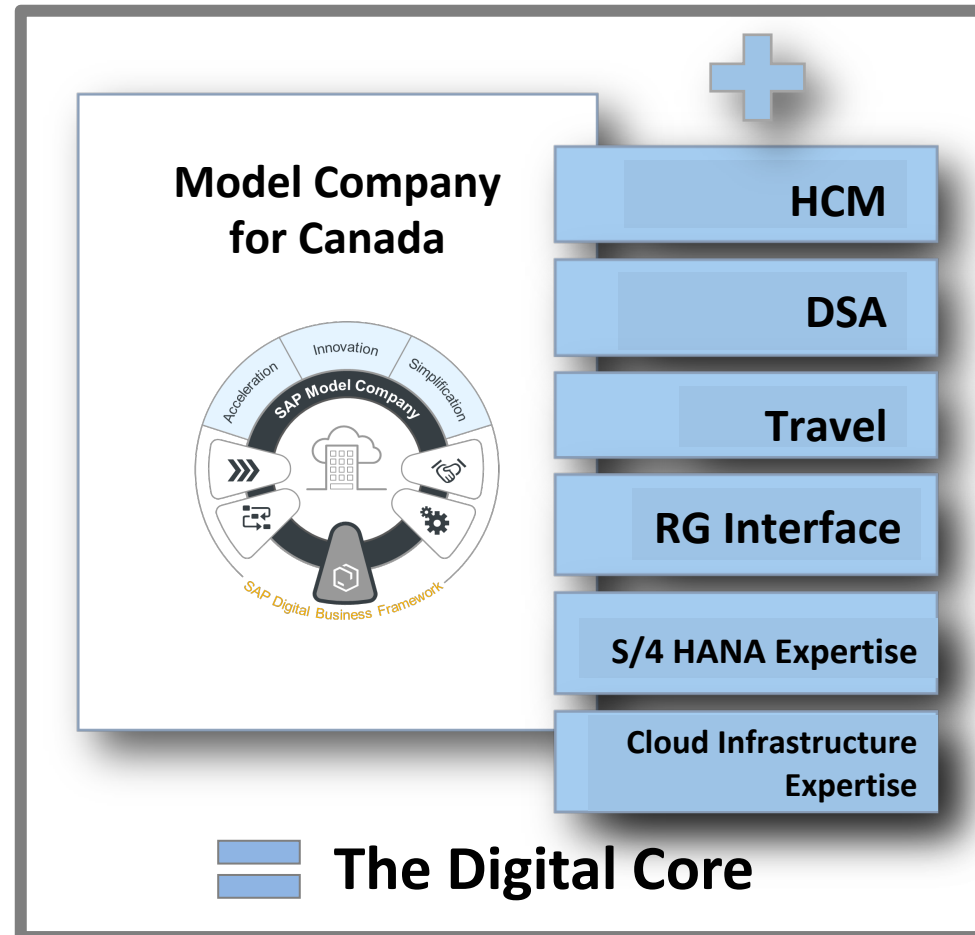 Model Company
for Canada
Acceleration
Innovation
Simplification
SAP Model Company
SAP Digital Business Framework
HCM
DSA
Travel
RG Interface
S/4 HANA Expertise
Cloud Infrastructure
Expertise
The Digital Core